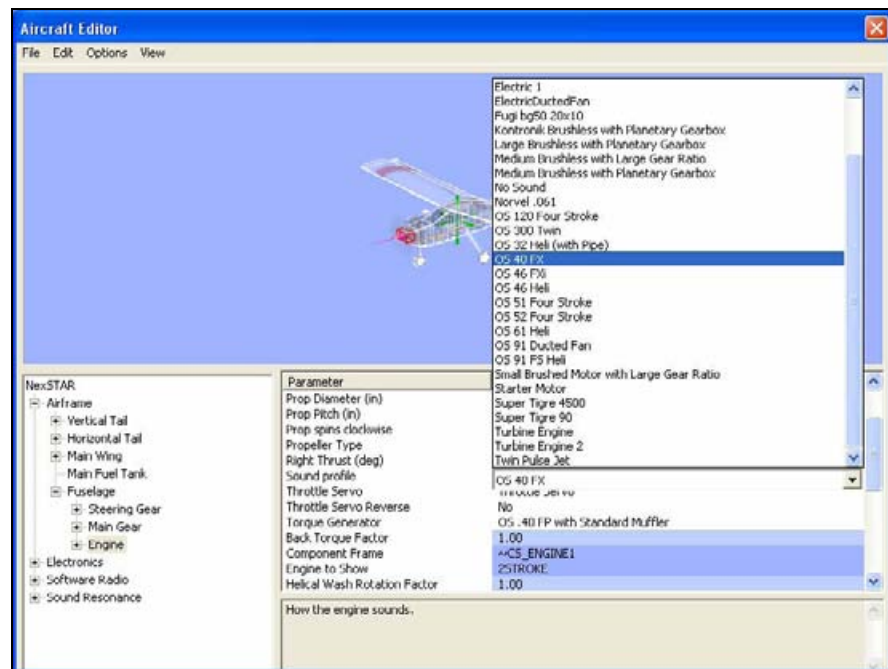 Aircraft Editor
File Edit Options View
Electric 1
ElectricDuctedFan
Fugi bg50 20x10
Kontronik Brushless with Planetary Gearbox
Large Brushless with Planetary Gearbox
Medium Brushless with Large Gear Ratio
Medium Brushless with Planetary Gearbox
No Sound
Norvel .061
OS 120 Four Stroke
OS 300 Twin
OS 32 Heli (with Pipe)
OS 40 FX
OS 46 FXi
OS 46 Heli
OS 51 Four Stroke
OS 52 Four Stroke
OS 61 Heli
OS 91 Ducted Fan
OS 91 FS Heli
Small Brushed Motor with Large Gear Ratio
Starter Motor
Super Tigre 4500
Super Tigre 90
Turbine Engine
Turbine Engine 2
Twin Pulse Jet
NexSTAR
Airframe
Vertical Tail
Horizontal Tail
Main Wing
Main Fuel Tank
Fuselage
Steering Gear
Main Gear
Engine
Electronics
Software Radio
Sound Resonance
Parameter
Prop Diameter (in)
Prop Pitch (in)
Prop spins clockwise
Propeller Type
Right Thrust (deg)
Sound profile OS 40 FX
Throttle Servo Throttle Servo
Throttle Servo Reverse No
Torque Generator OS .40 FP with Standard Muffler
Back Torque Factor 1.00
Component Frame ~CS_ENGINE1
Engine to Show 2STROKE
Helical Wash Rotation Factor 1.00
How the engine sounds.